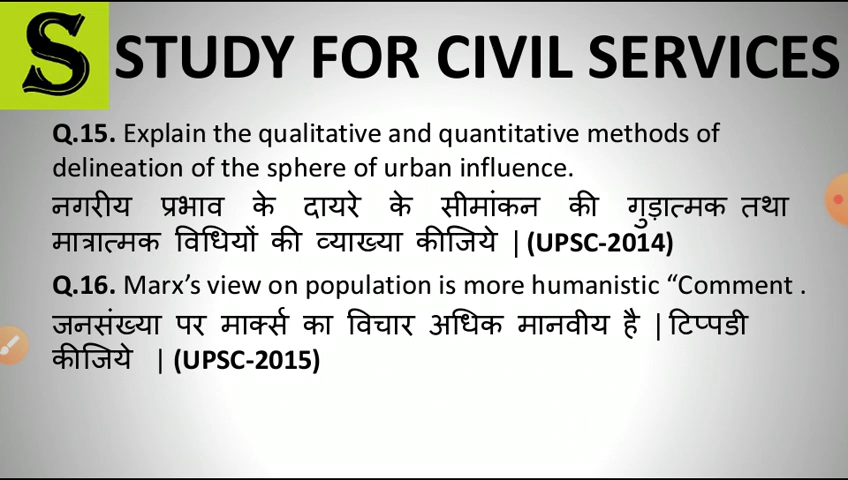 S STUDY FOR CIVIL SERVICES
Q.15. Explain the qualitative and quantitative methods of
delineation of the sphere of urban influence.
नगरीय प्रभाव के दायरे के सीमांकन की गुड़ात्मक तथा
मात्रात्मक विधियों की व्याख्या कीजिये | (UPSC-2014)
Q.16. Marx’s view on population is more humanistic “Comment .
जनसंख्या पर मार्क्स का विचार अधिक मानवीय है | टिप्पडी
कीजिये | (UPSC-2015)